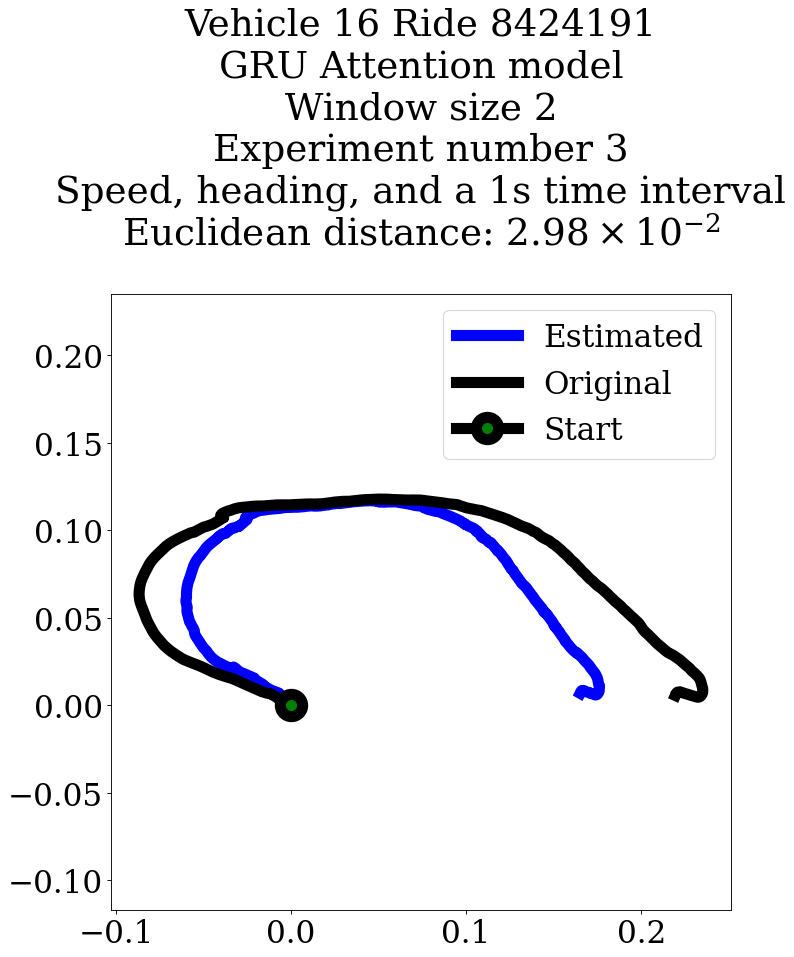 Vehicle 16 Ride 8424191
GRU Attention model
Window size 2
Experiment number 3
Speed, heading, and a 1s time interval
Euclidean distance: 2.98 × 10⁻²
Estimated
Original
Start
0.20
0.15
0.10
0.05
0.00
−0.05
−0.10
−0.1 0.0 0.1 0.2